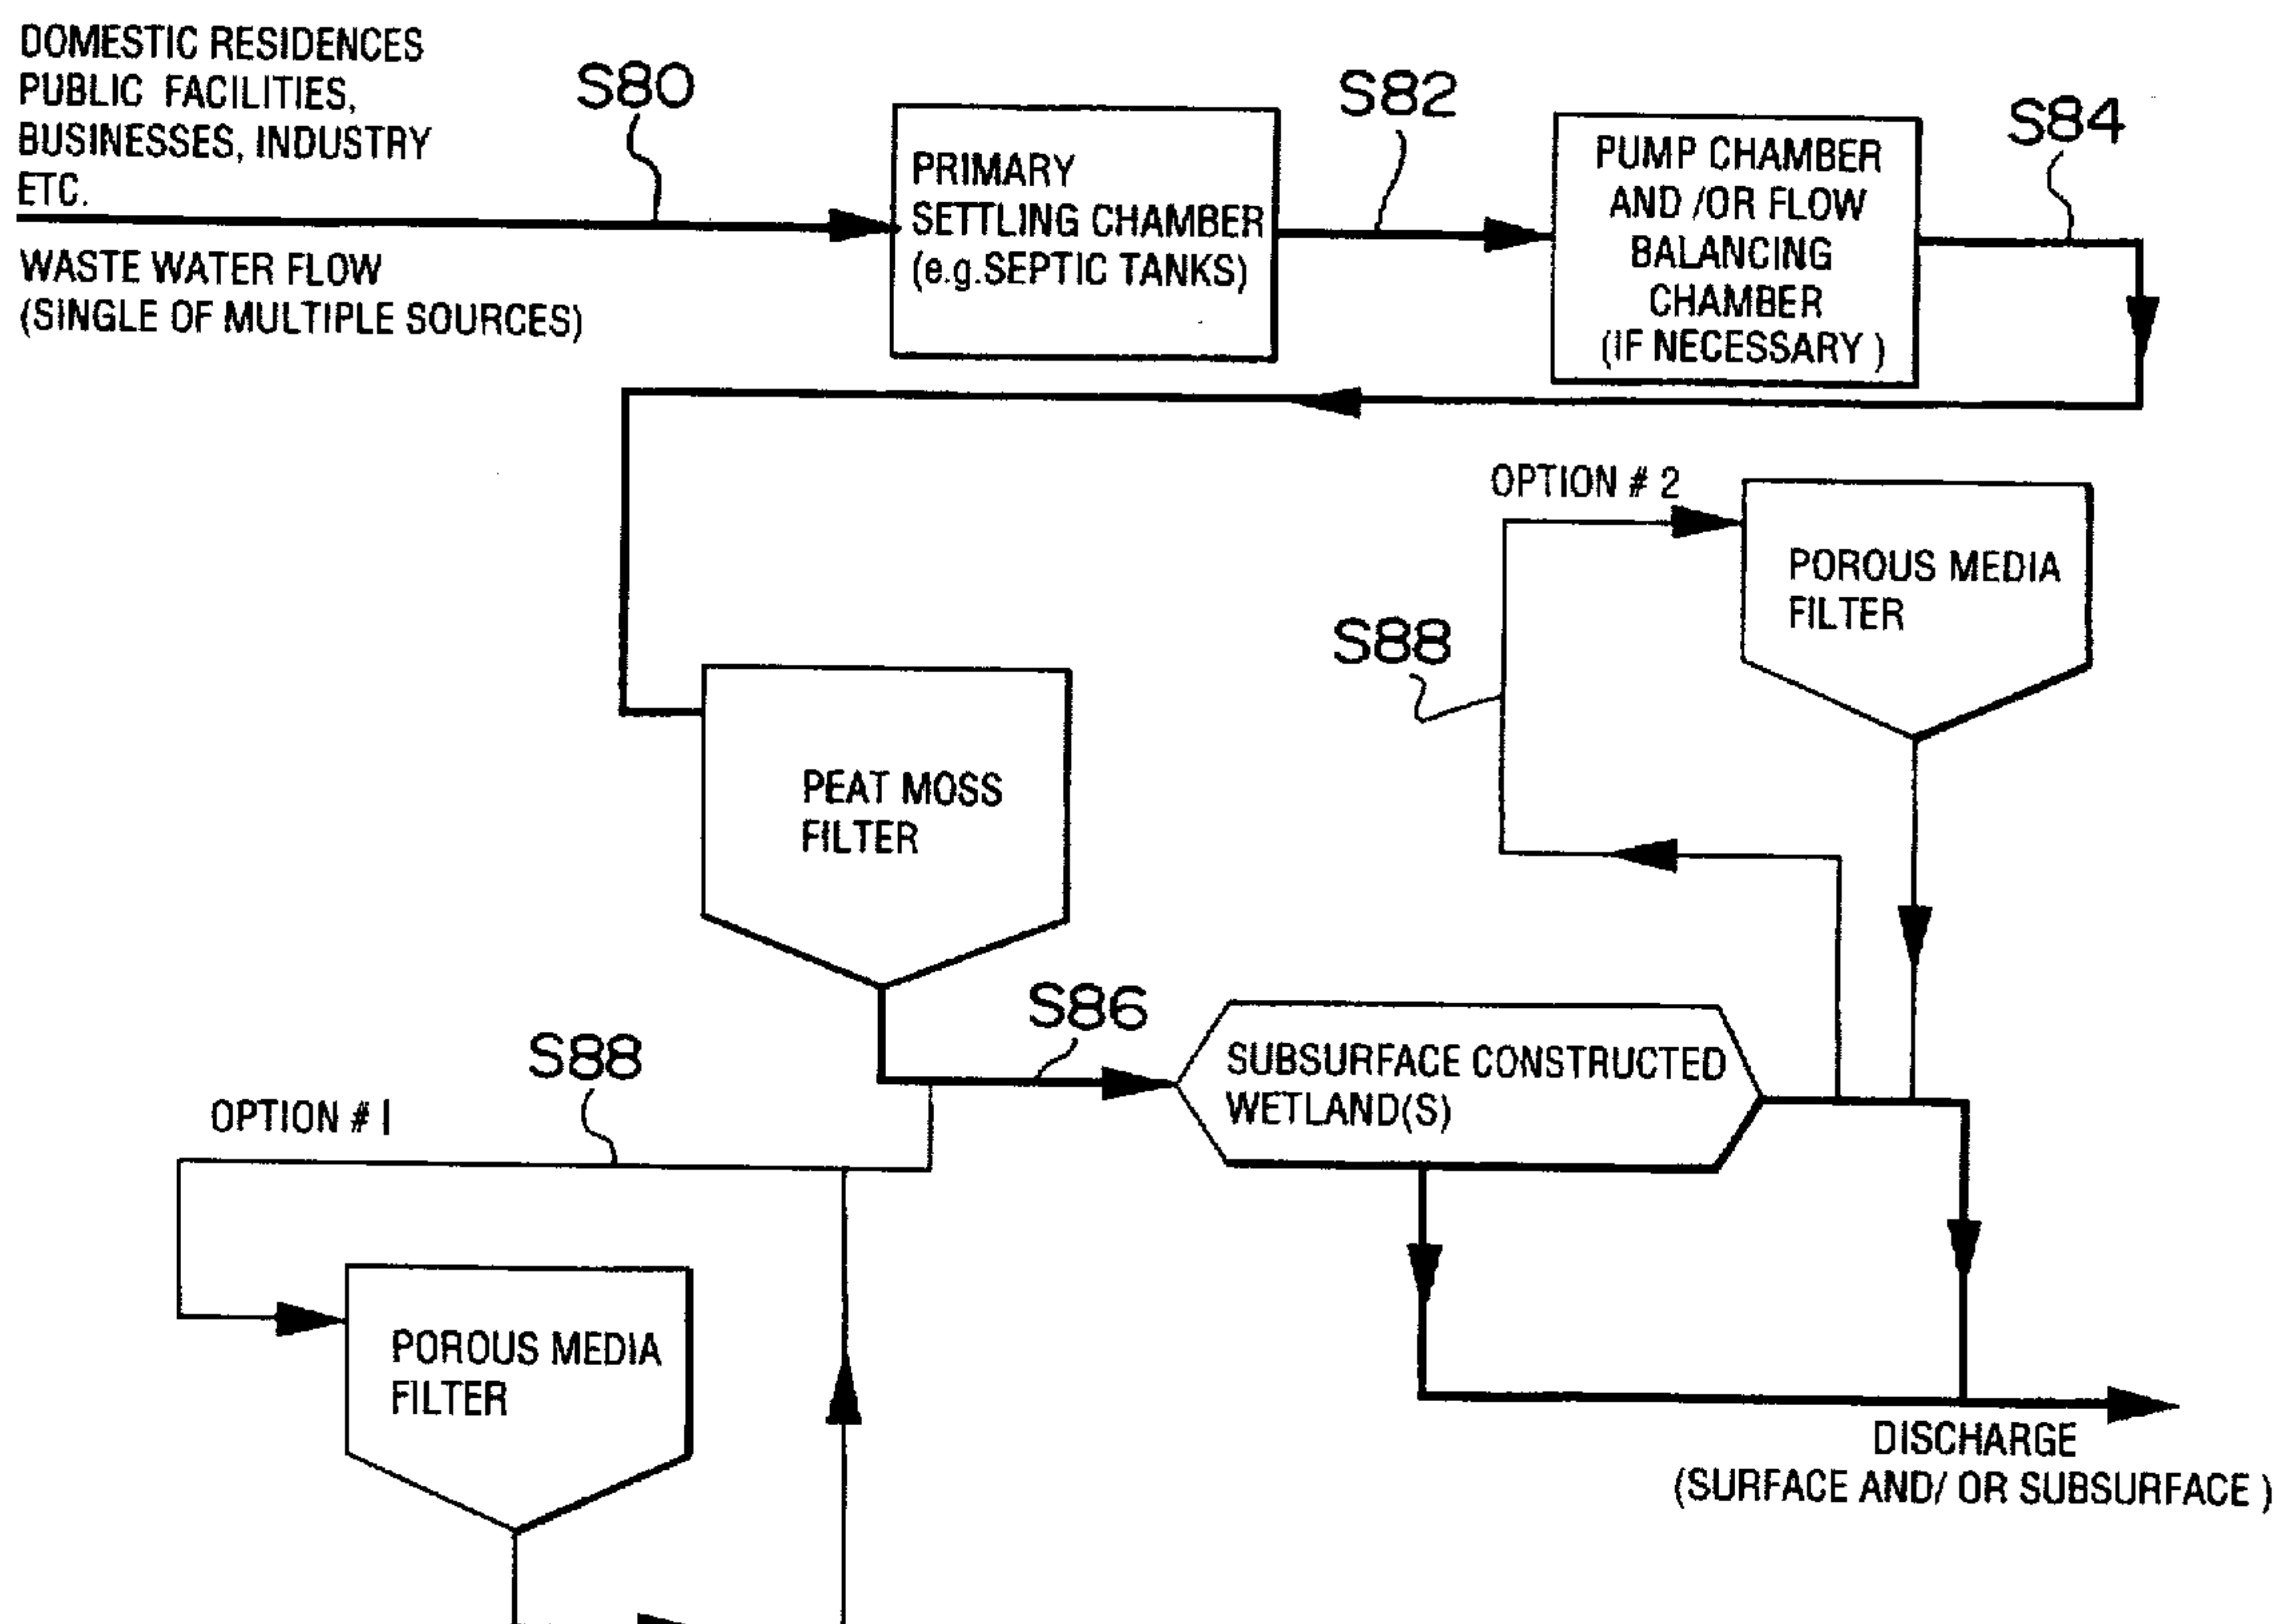 DOMESTIC RESIDENCES
PUBLIC FACILITIES,
BUSINESSES, INDUSTRY
ETC.
WASTE WATER FLOW
(SINGLE OF MULTIPLE SOURCES)
S80
PRIMARY
SETTLING CHAMBER
(e.g.SEPTIC TANKS)
S82
PUMP CHAMBER
AND /OR FLOW
BALANCING
CHAMBER
(IF NECESSARY )
S84
OPTION # 2
POROUS MEDIA
FILTER
S88
PEAT MOSS
FILTER
S86
SUBSURFACE CONSTRUCTED
WETLAND(S)
S88
OPTION # 1
POROUS MEDIA
FILTER
DISCHARGE
(SURFACE AND/ OR SUBSURFACE )